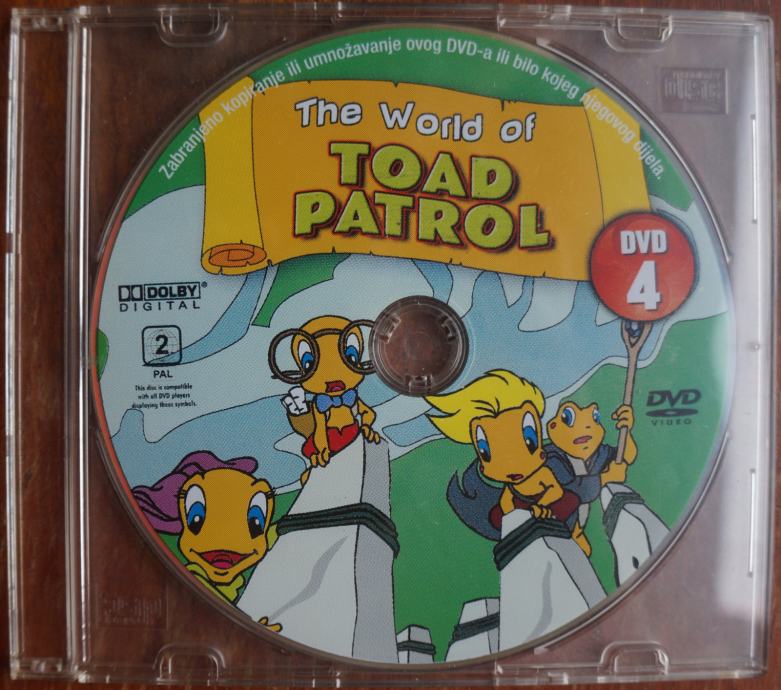 Zabranjeno kopiranje ili umnožavanje ovog DVD-a ili bilo kojeg njegovog dijela.
The World of
TOAD
PATROL
DVD
4
DOLBY®
DIGITAL
2
PAL
This disc is compatible
with all DVD players
displaying these symbols.
DVD
VIDEO